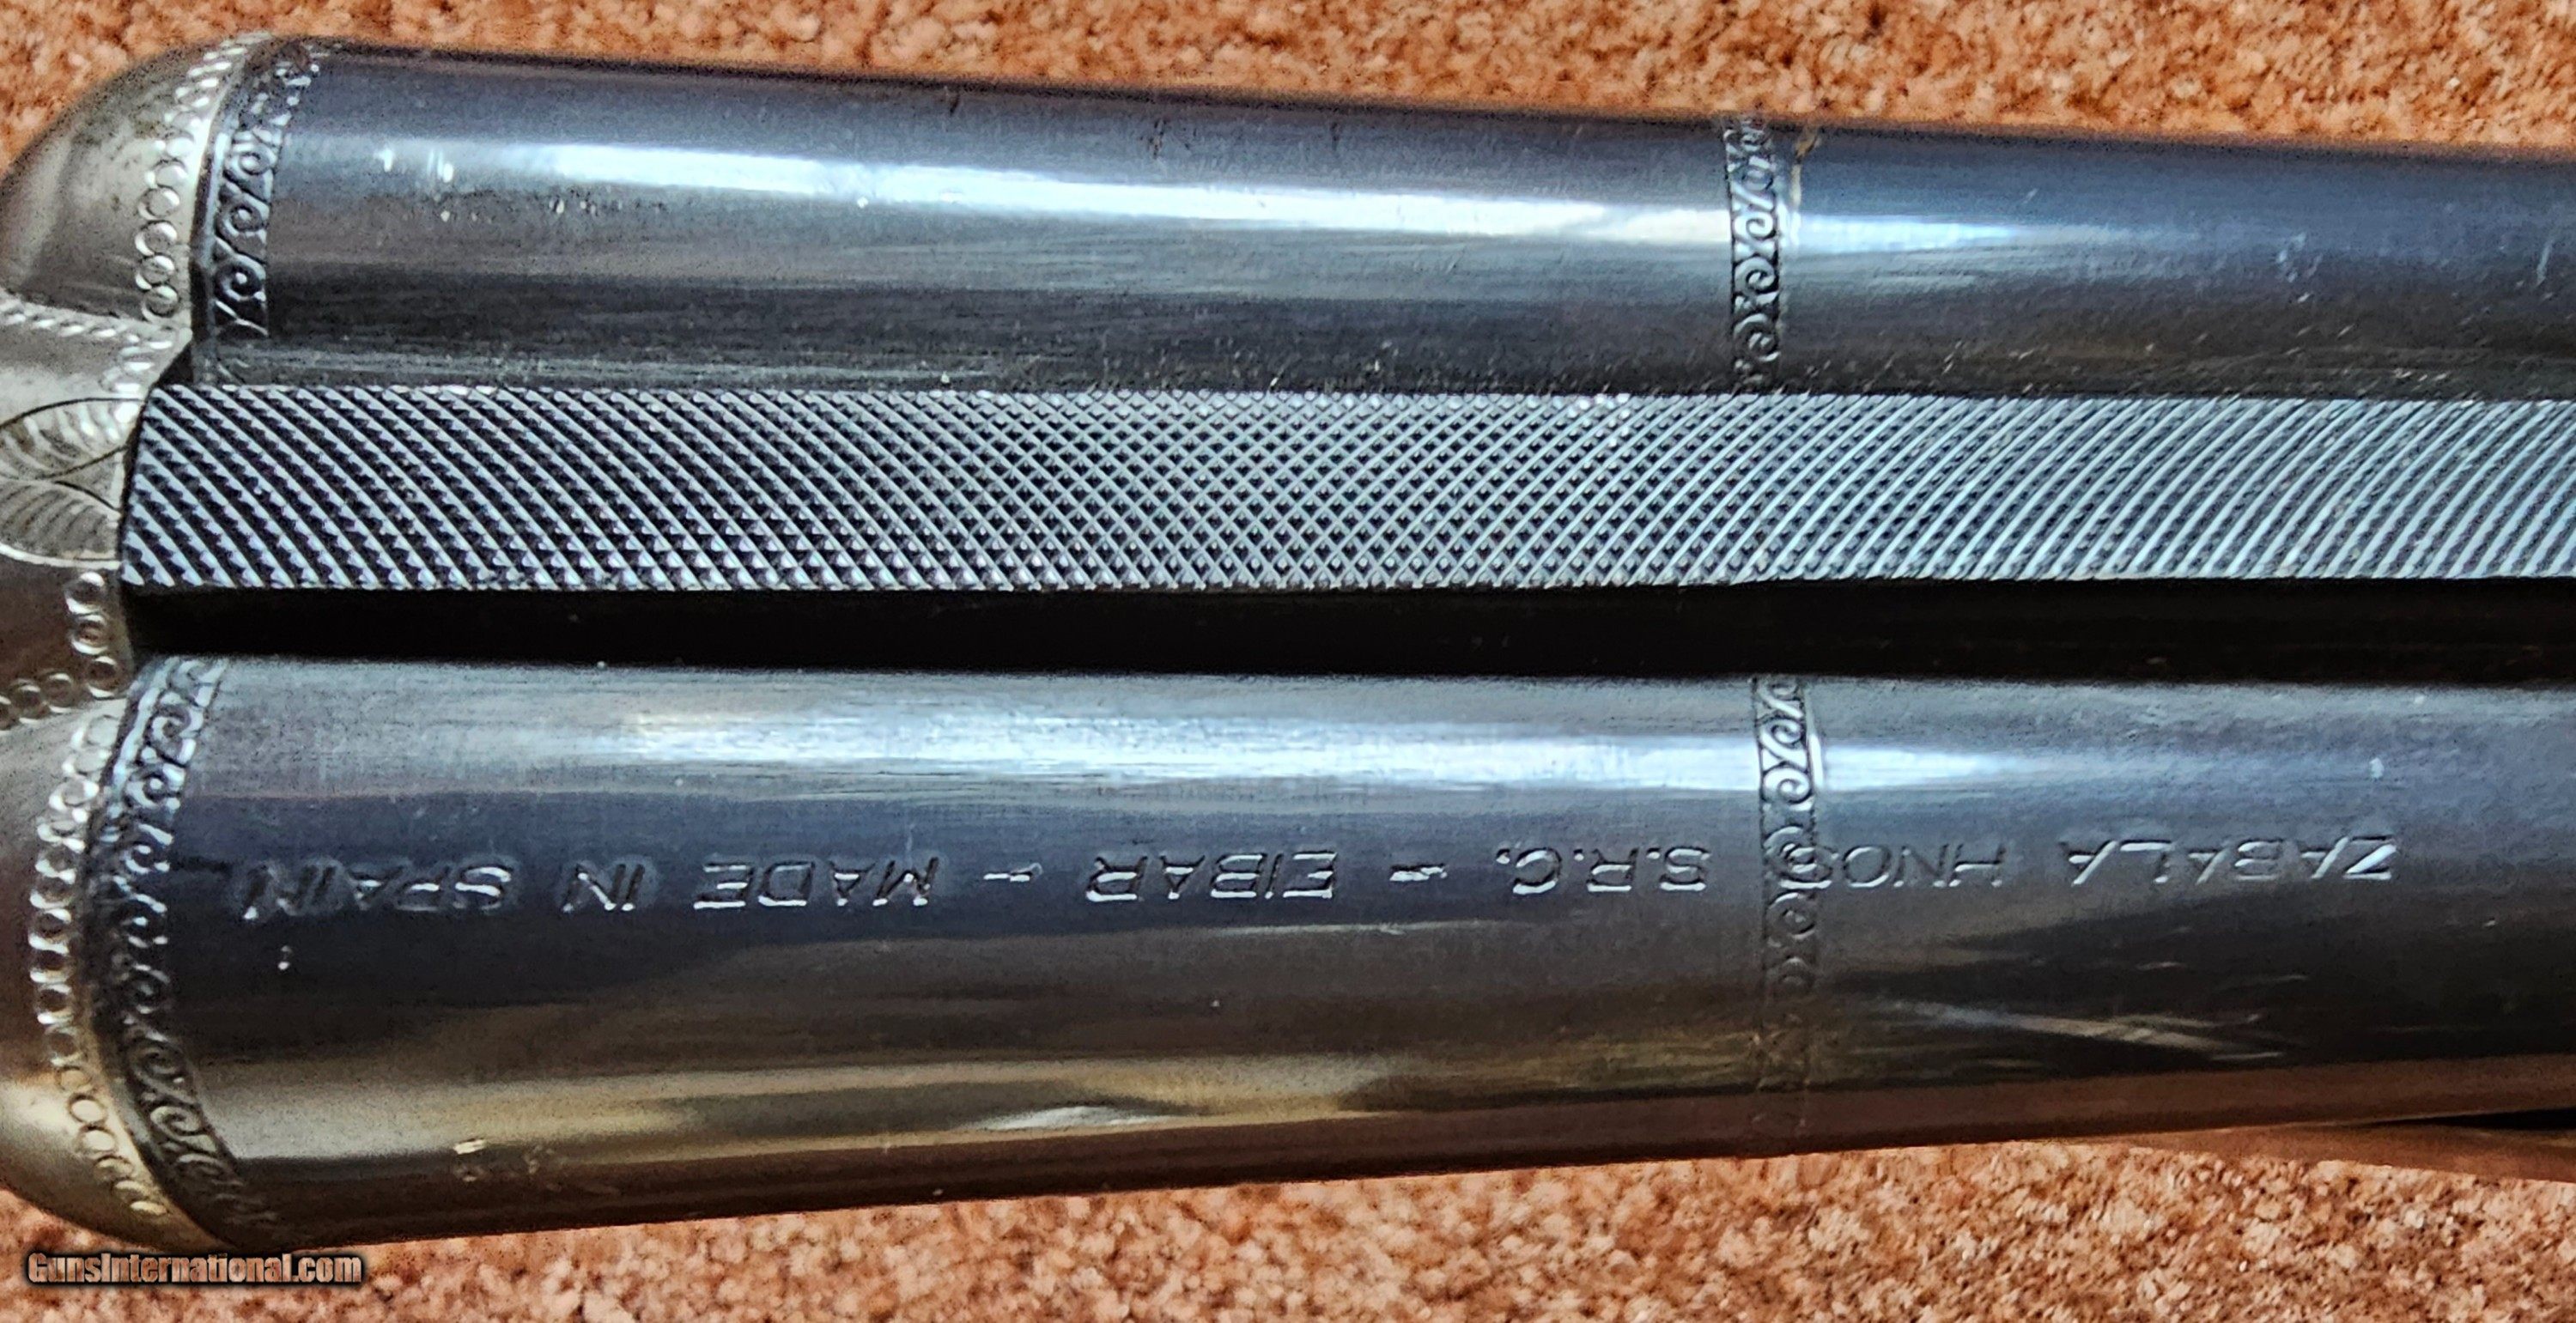 ZABALA HNOS S.R.C. - EIBAR - MADE IN SPAIN
GunsInternational.com